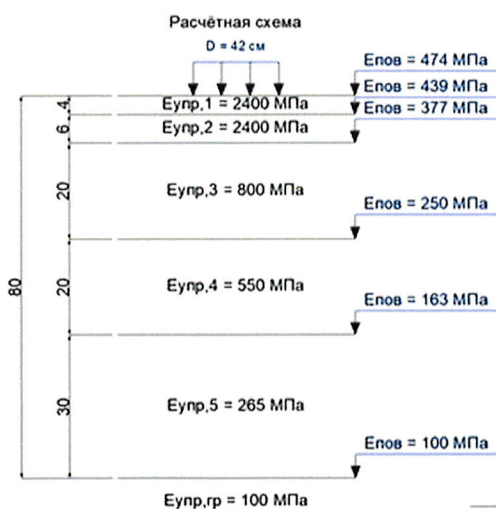 Расчётная схема
D = 42 см
Епов = 474 МПа
Епов = 439 МПа
4
Еупр,1 = 2400 МПа
Епов = 377 МПа
6
Еупр,2 = 2400 МПа
20
Еупр,3 = 800 МПа
Епов = 250 МПа
80
20
Еупр,4 = 550 МПа
Епов = 163 МПа
30
Еупр,5 = 265 МПа
Епов = 100 МПа
Еупр,гр = 100 МПа